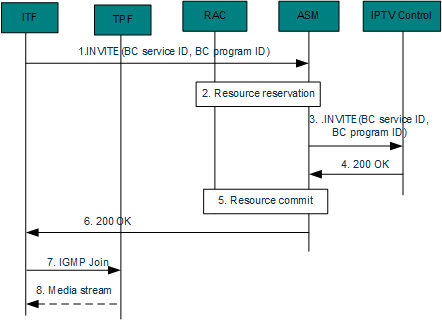 ITF
TPF
RAC
ASM
IPTV Control
1.INVITE(BC service ID, BC program ID)
2. Resource reservation
3. .INVITE(BC service ID,
BC program ID)
4. 200 OK
5. Resource commit
6. 200 OK
7. IGMP Join
8. Media stream